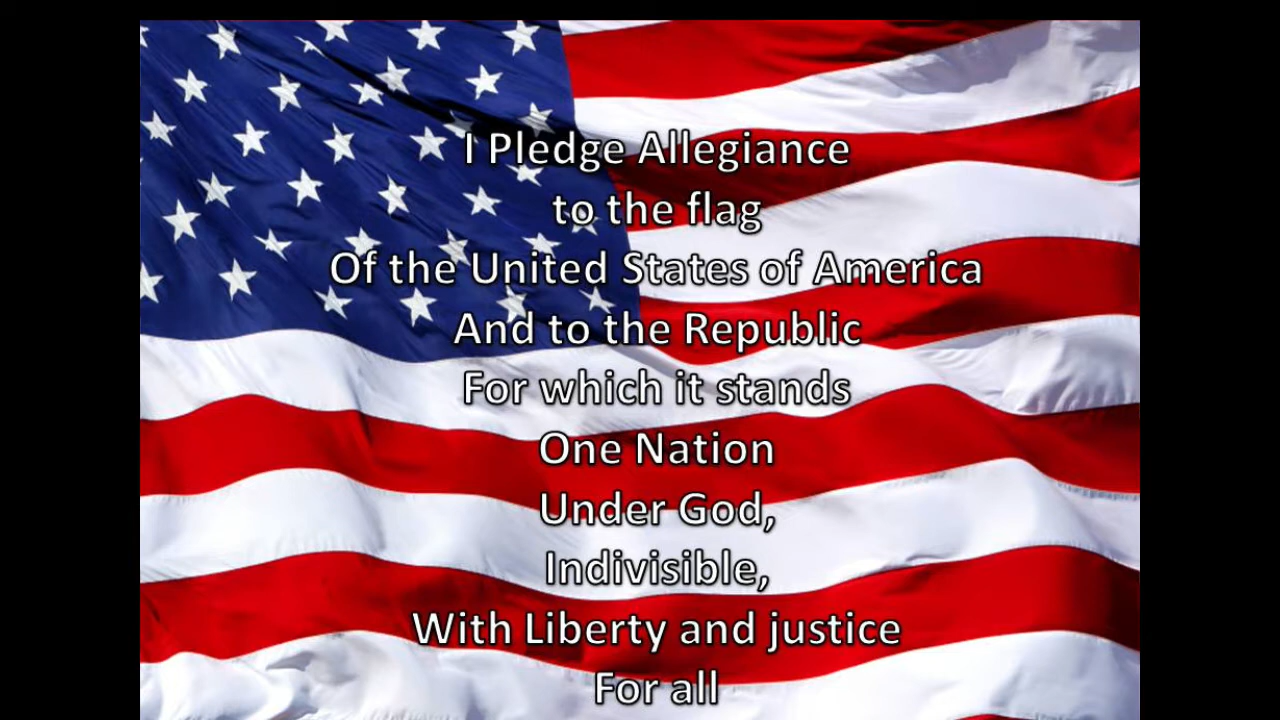 I Pledge Allegiance
to the flag
Of the United States of America
And to the Republic
For which it stands
One Nation
Under God,
Indivisible,
With Liberty and justice
For all